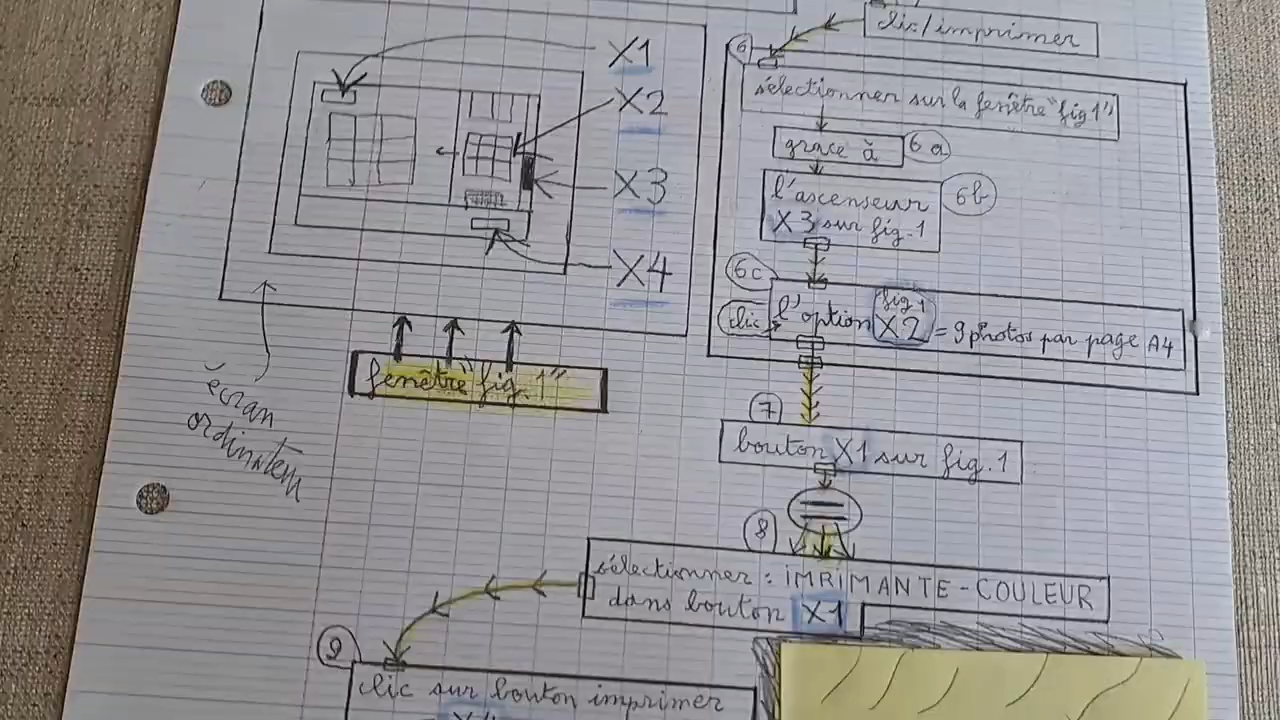 X1
X2
X3
X4
fenêtre "fig. 1"
écran
ordinateur
clic/imprimer
6
sélectionner sur la fenêtre "fig 1"
grace à
6a
l'ascenseur
X3 sur fig. 1
6b
6c
clic
l'option fig 1 X2 = 9 photos par page A4
7
bouton X1 sur fig. 1
8
sélectionner : IMRIMANTE-COULEUR
dans bouton X1
9
clic sur bouton imprimer